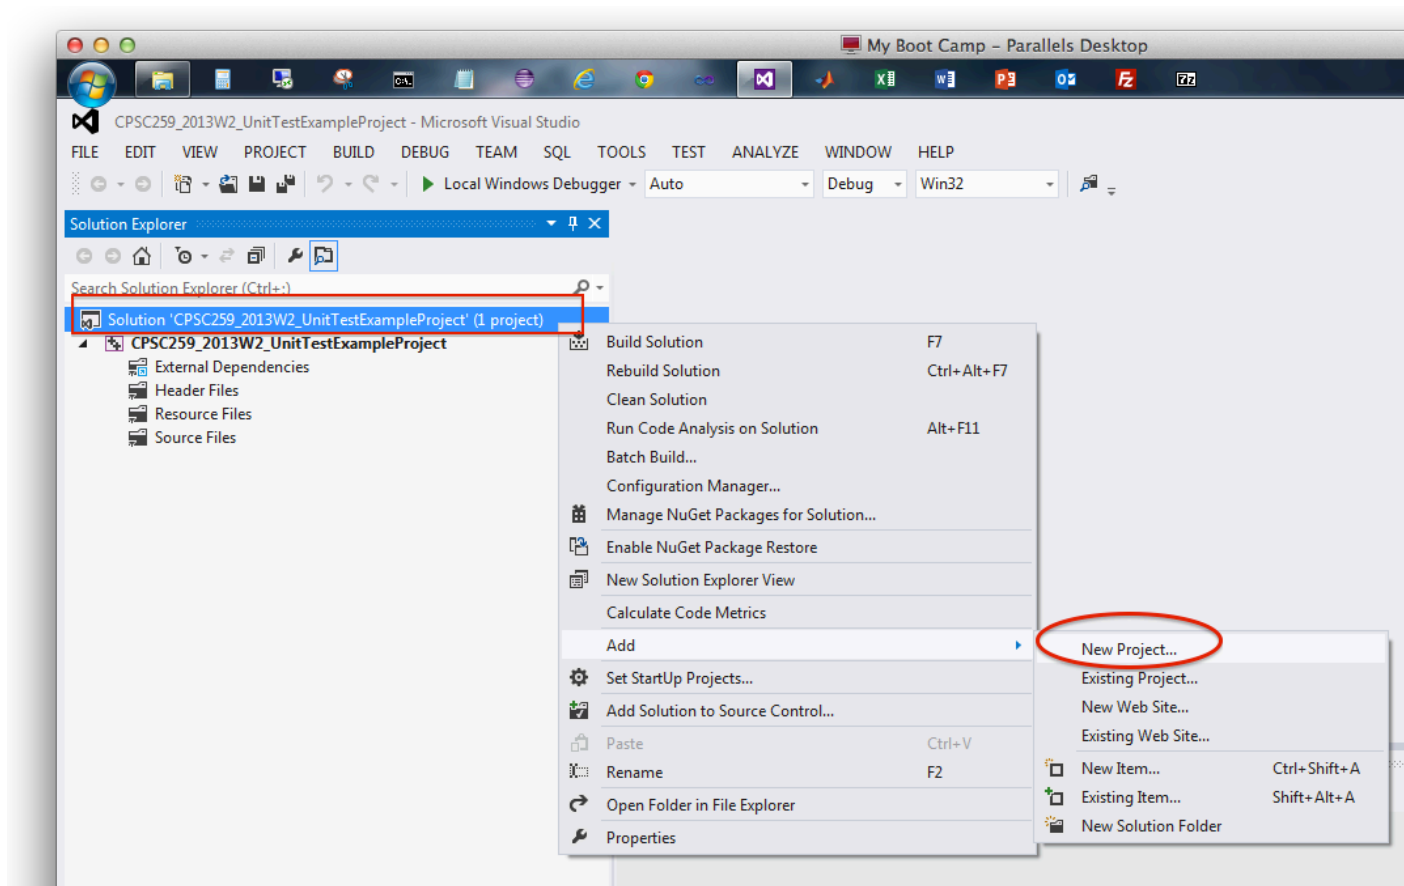 My Boot Camp – Parallels Desktop
CPSC259_2013W2_UnitTestExampleProject - Microsoft Visual Studio
FILE EDIT VIEW PROJECT BUILD DEBUG TEAM SQL TOOLS TEST ANALYZE WINDOW HELP
Local Windows Debugger Auto Debug Win32
Solution Explorer
Search Solution Explorer (Ctrl+;)
Solution 'CPSC259_2013W2_UnitTestExampleProject' (1 project)
CPSC259_2013W2_UnitTestExampleProject
External Dependencies
Header Files
Resource Files
Source Files
Build Solution F7
Rebuild Solution Ctrl+Alt+F7
Clean Solution
Run Code Analysis on Solution Alt+F11
Batch Build...
Configuration Manager...
Manage NuGet Packages for Solution...
Enable NuGet Package Restore
New Solution Explorer View
Calculate Code Metrics
Add
Set StartUp Projects...
Add Solution to Source Control...
Paste Ctrl+V
Rename F2
Open Folder in File Explorer
Properties
New Project...
Existing Project...
New Web Site...
Existing Web Site...
New Item... Ctrl+Shift+A
Existing Item... Shift+Alt+A
New Solution Folder